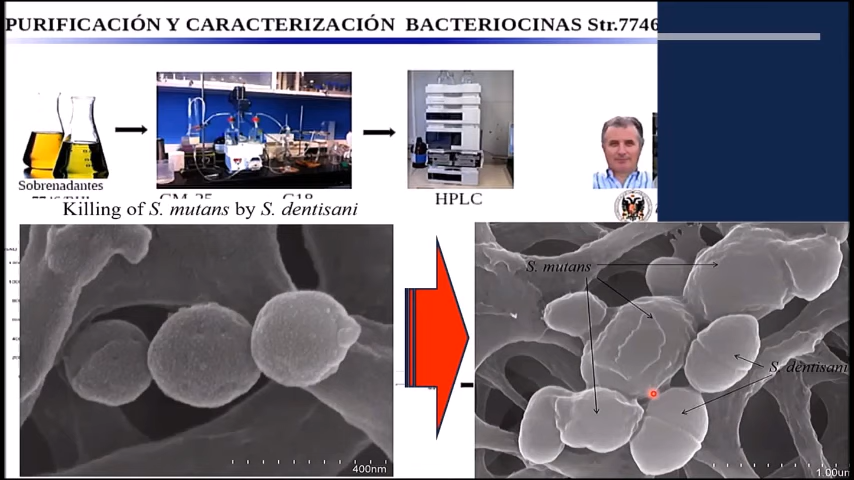 PURIFICACIÓN Y CARACTERIZACIÓN BACTERIOCINAS Str.7746
Sobrenadantes
HPLC
Killing of S. mutans by S. dentisani
S. mutans
S. dentisani
400nm